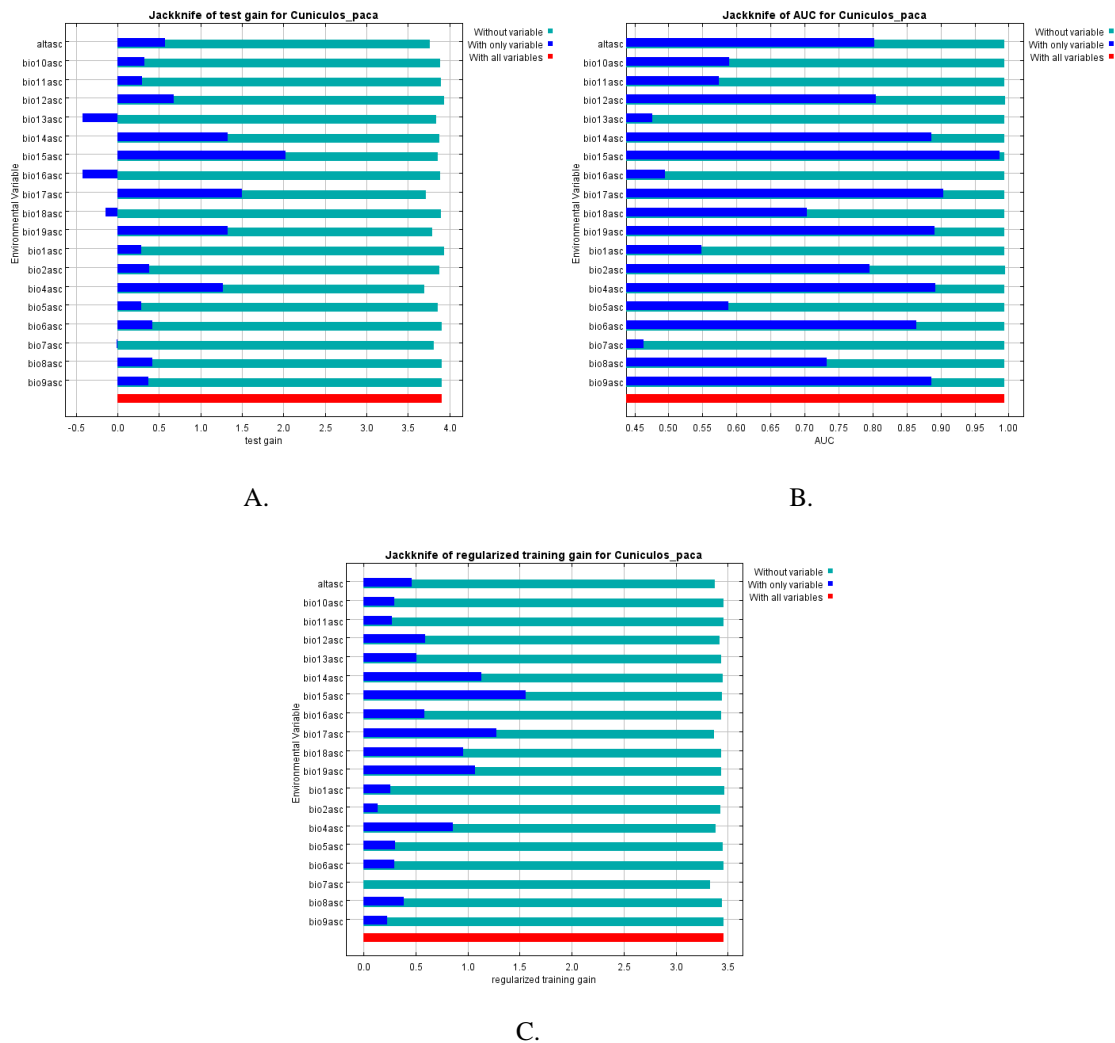 Jackknife of test gain for Cuniculos_paca
Without variable
With only variable
With all variables
Environmental Variable
altasc
bio10asc
bio11asc
bio12asc
bio13asc
bio14asc
bio15asc
bio16asc
bio17asc
bio18asc
bio19asc
bio1asc
bio2asc
bio4asc
bio5asc
bio6asc
bio7asc
bio8asc
bio9asc
-0.5 0.0 0.5 1.0 1.5 2.0 2.5 3.0 3.5 4.0
test gain
A.
Jackknife of AUC for Cuniculos_paca
Without variable
With only variable
With all variables
Environmental Variable
altasc
bio10asc
bio11asc
bio12asc
bio13asc
bio14asc
bio15asc
bio16asc
bio17asc
bio18asc
bio19asc
bio1asc
bio2asc
bio4asc
bio5asc
bio6asc
bio7asc
bio8asc
bio9asc
0.45 0.50 0.55 0.60 0.65 0.70 0.75 0.80 0.85 0.90 0.95 1.00
AUC
B.
Jackknife of regularized training gain for Cuniculos_paca
Without variable
With only variable
With all variables
Environmental Variable
altasc
bio10asc
bio11asc
bio12asc
bio13asc
bio14asc
bio15asc
bio16asc
bio17asc
bio18asc
bio19asc
bio1asc
bio2asc
bio4asc
bio5asc
bio6asc
bio7asc
bio8asc
bio9asc
0.0 0.5 1.0 1.5 2.0 2.5 3.0 3.5
regularized training gain
C.